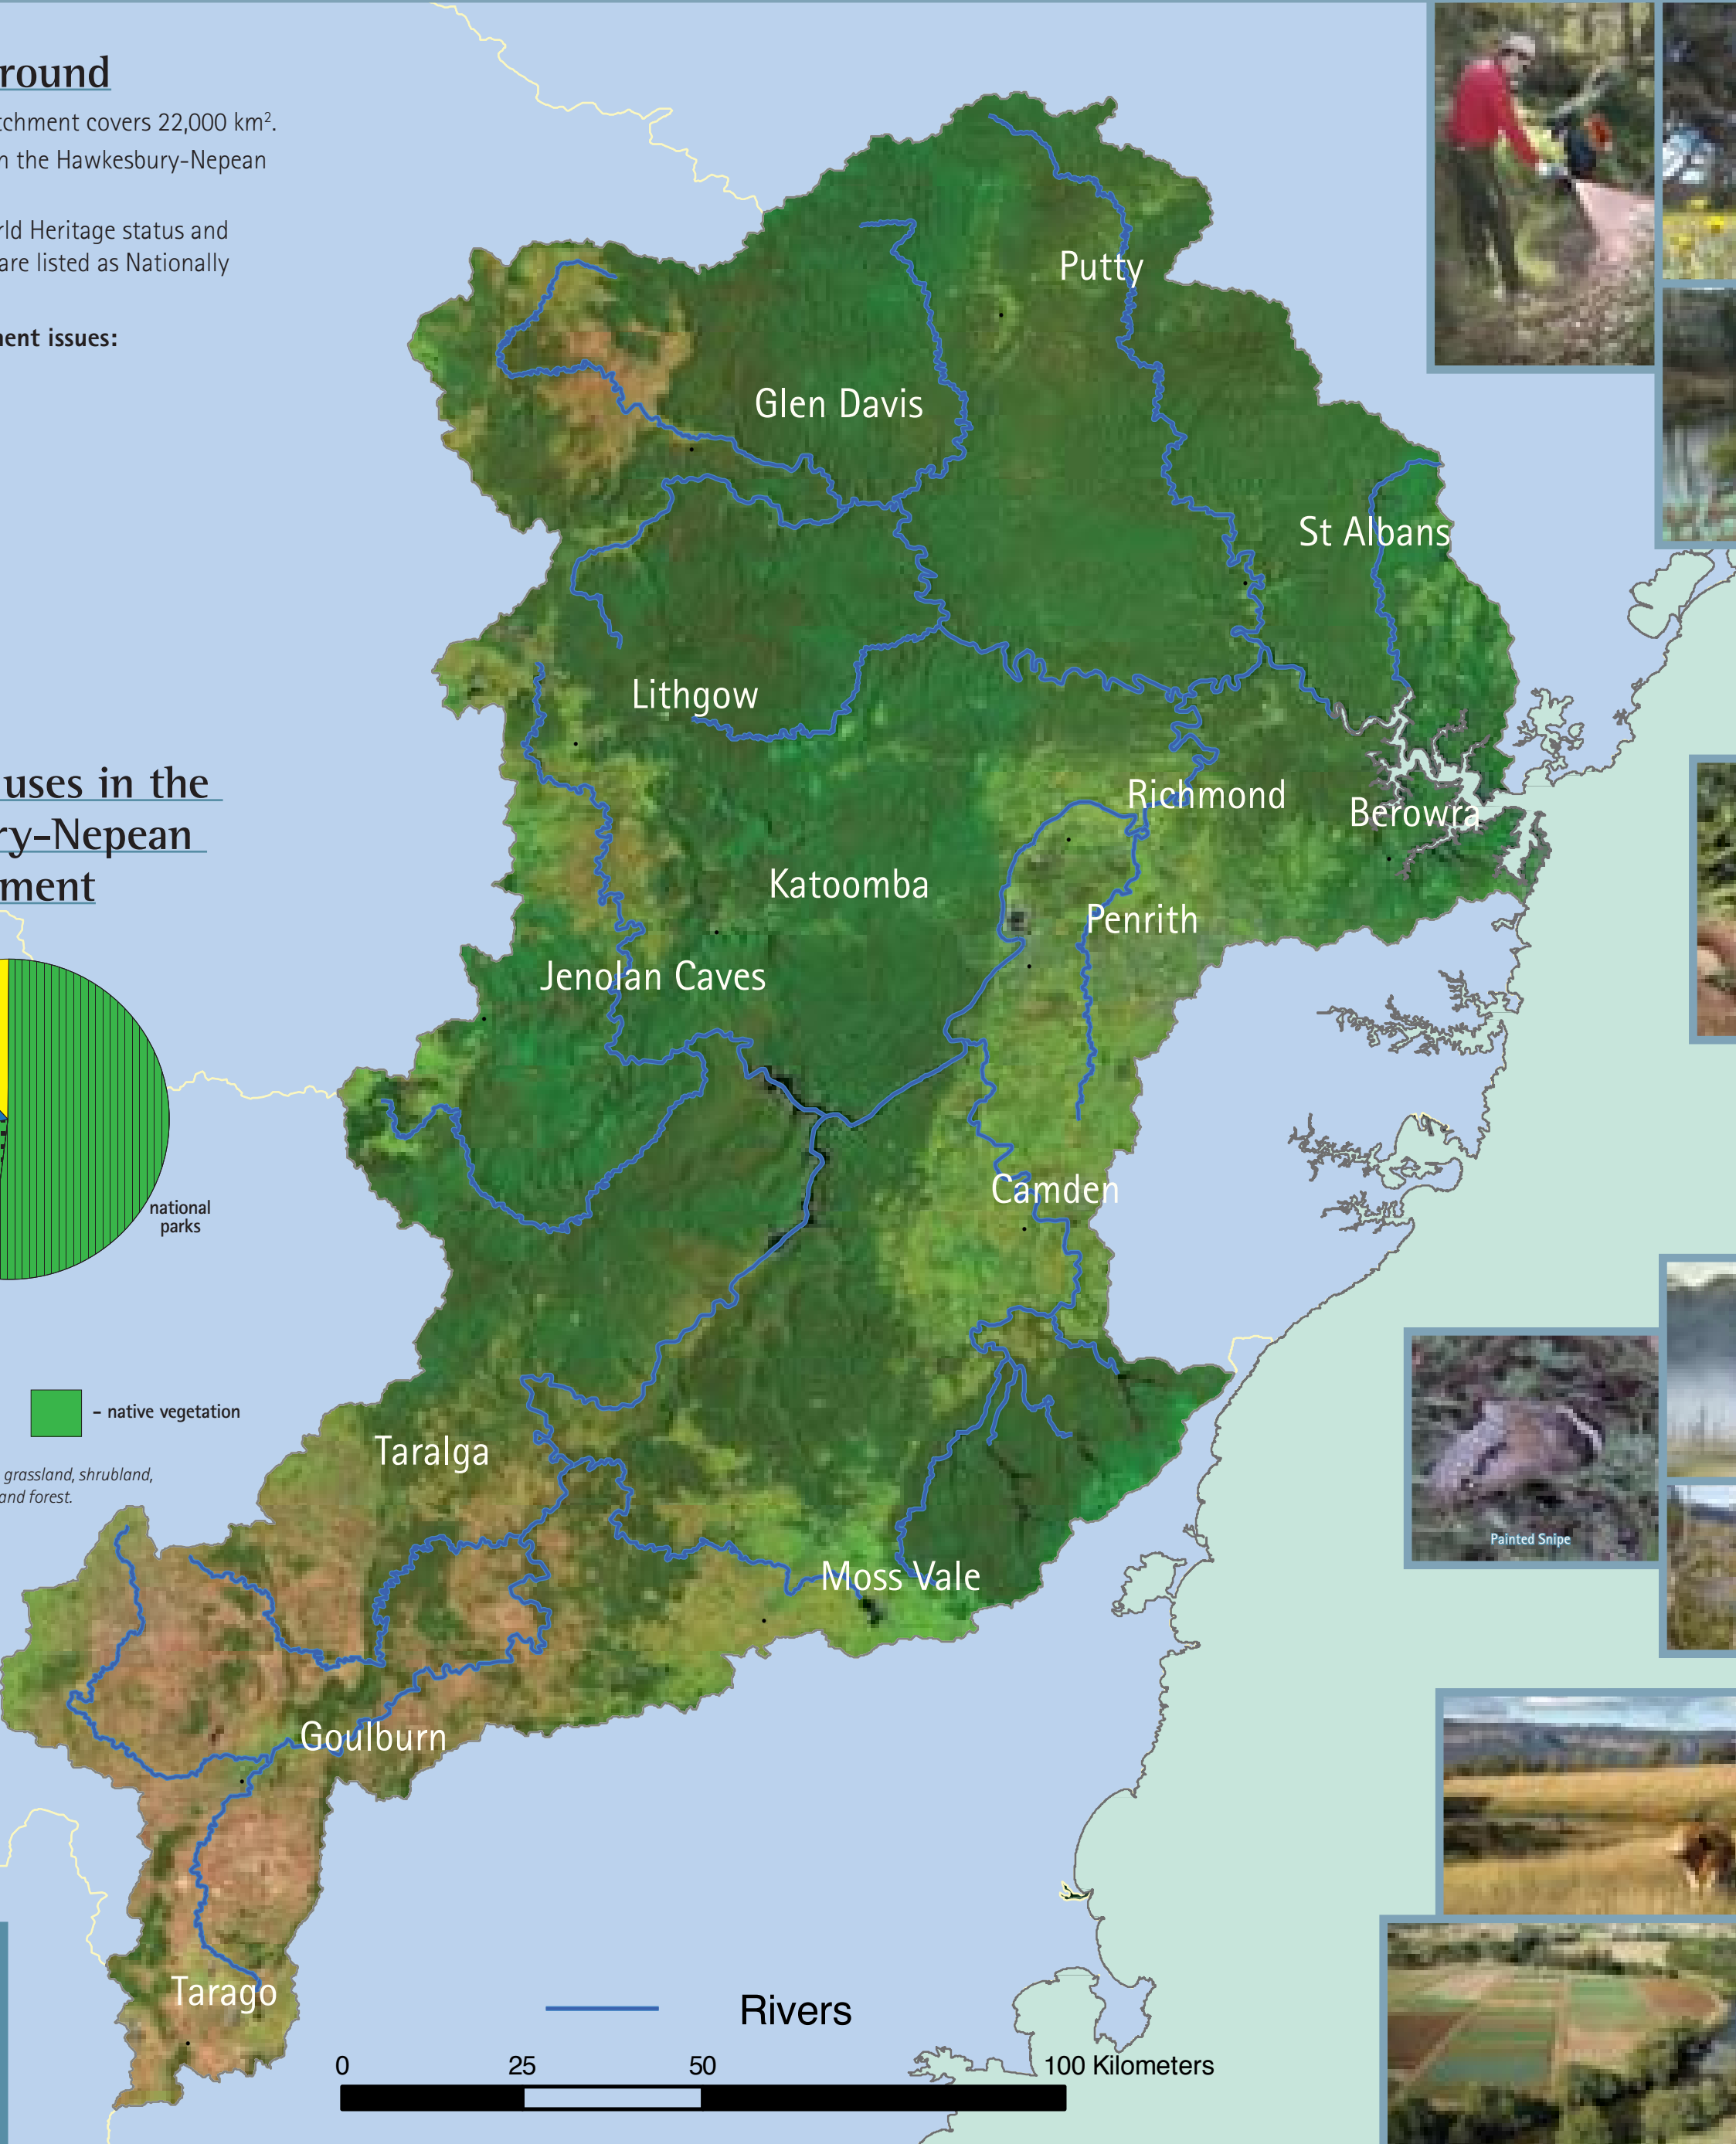 round
tchment covers 22,000 km².
n the Hawkesbury-Nepean
rld Heritage status and
are listed as Nationally
nent issues:
uses in the
ry-Nepean
ment
national
parks
- native vegetation
grassland, shrubland,
and forest.
Putty
Glen Davis
St Albans
Lithgow
Richmond
Berowra
Katoomba
Penrith
Jenolan Caves
Camden
Taralga
Moss Vale
Goulburn
Tarago
Painted Snipe
Rivers
0 25 50 100 Kilometers